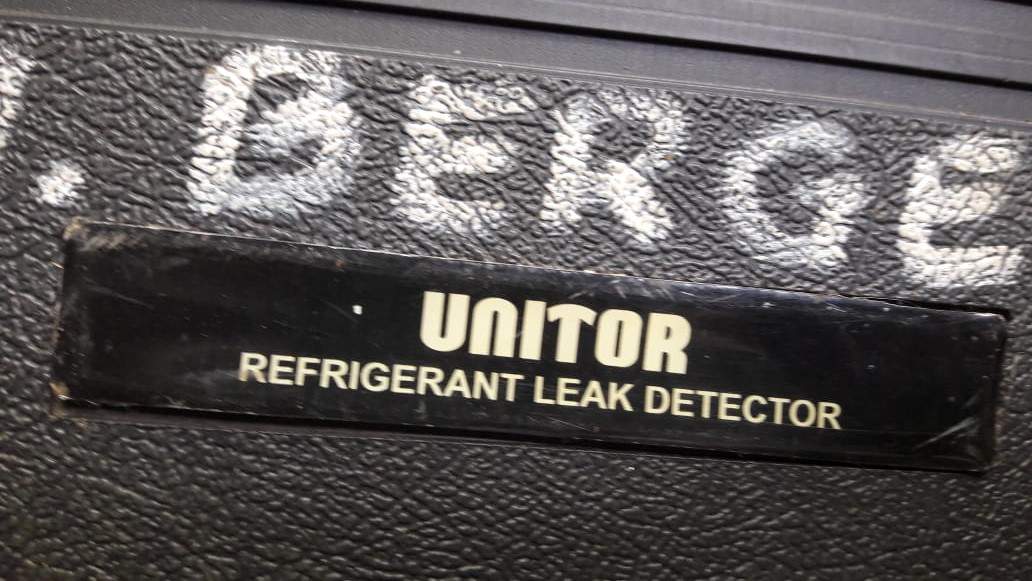 . BERGE
UNITOR
REFRIGERANT LEAK DETECTOR